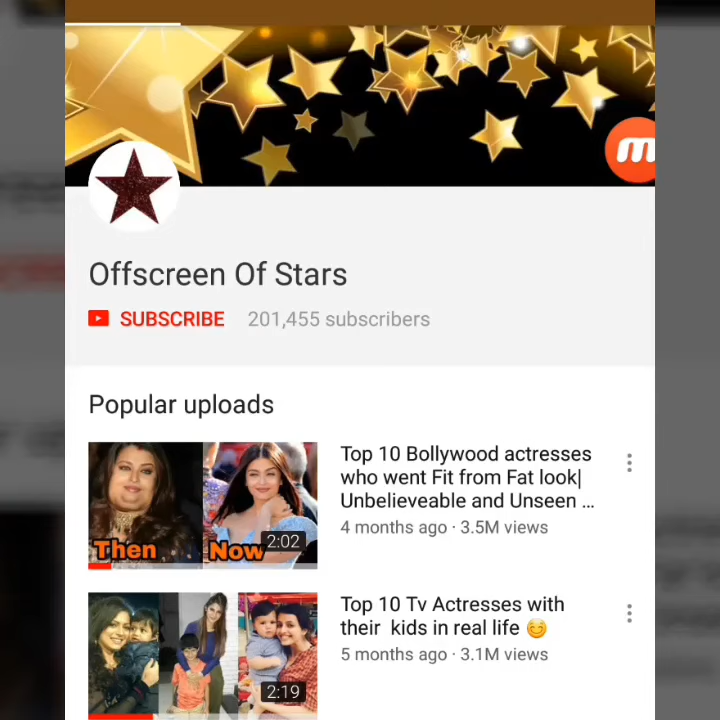 m
Offscreen Of Stars
SUBSCRIBE 201,455 subscribers
Popular uploads
Top 10 Bollywood actresses
who went Fit from Fat look|
Unbelieveable and Unseen ...
4 months ago · 3.5M views
Then
Now
2:02
Top 10 Tv Actresses with
their kids in real life 😊
5 months ago · 3.1M views
2:19